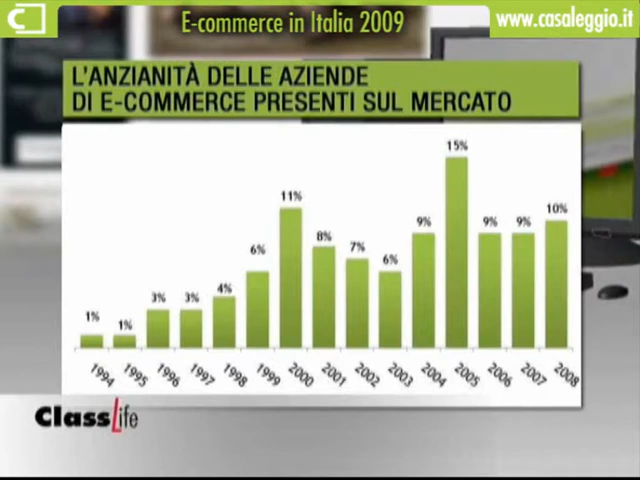 E-commerce in Italia 2009
www.casaleggio.it
L'ANZIANITÀ DELLE AZIENDE
DI E-COMMERCE PRESENTI SUL MERCATO
1% 1% 3% 3% 4% 6% 11% 8% 7% 6% 9% 15% 9% 9% 10%
1994 1995 1996 1997 1998 1999 2000 2001 2002 2003 2004 2005 2006 2007 2008
ClassLife